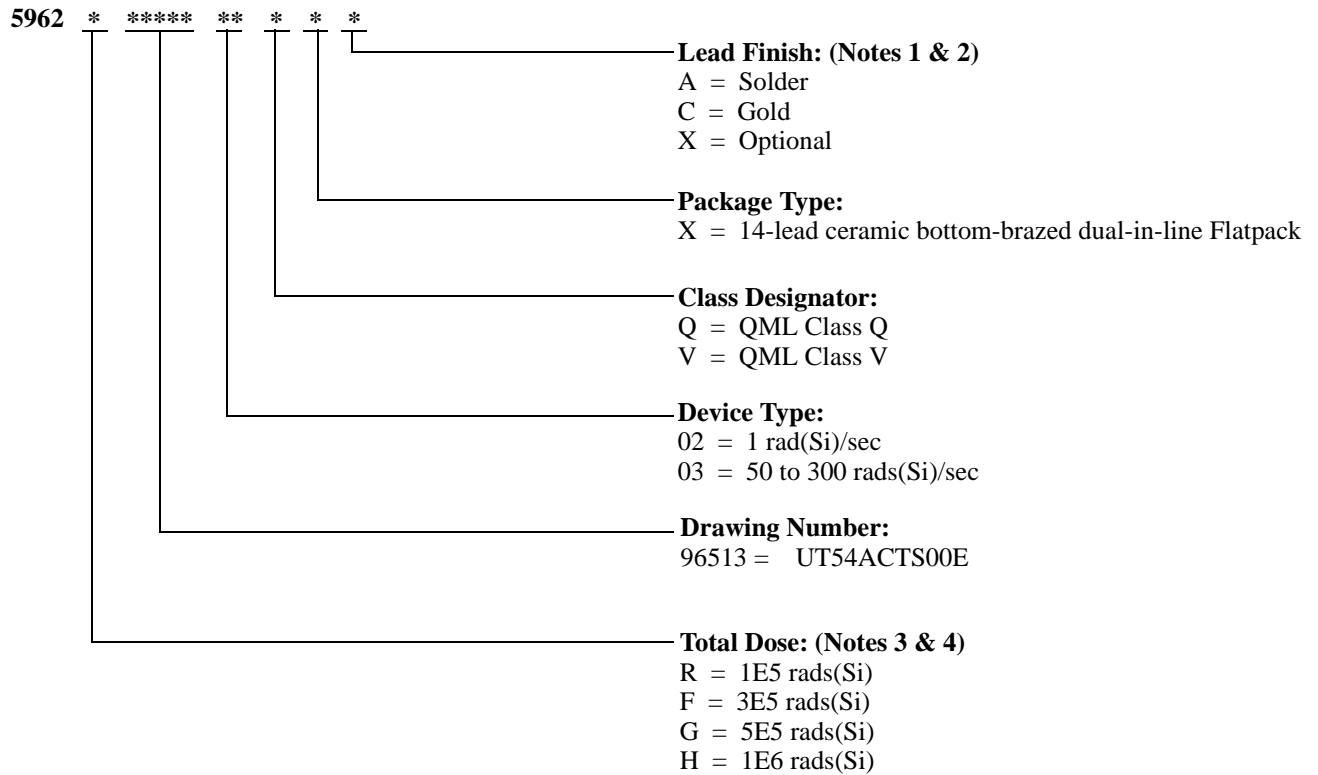 5962 * ***** ** * * *
Lead Finish: (Notes 1 & 2)
A = Solder
C = Gold
X = Optional
Package Type:
X = 14-lead ceramic bottom-brazed dual-in-line Flatpack
Class Designator:
Q = QML Class Q
V = QML Class V
Device Type:
02 = 1 rad(Si)/sec
03 = 50 to 300 rads(Si)/sec
Drawing Number:
96513 = UT54ACTS00E
Total Dose: (Notes 3 & 4)
R = 1E5 rads(Si)
F = 3E5 rads(Si)
G = 5E5 rads(Si)
H = 1E6 rads(Si)